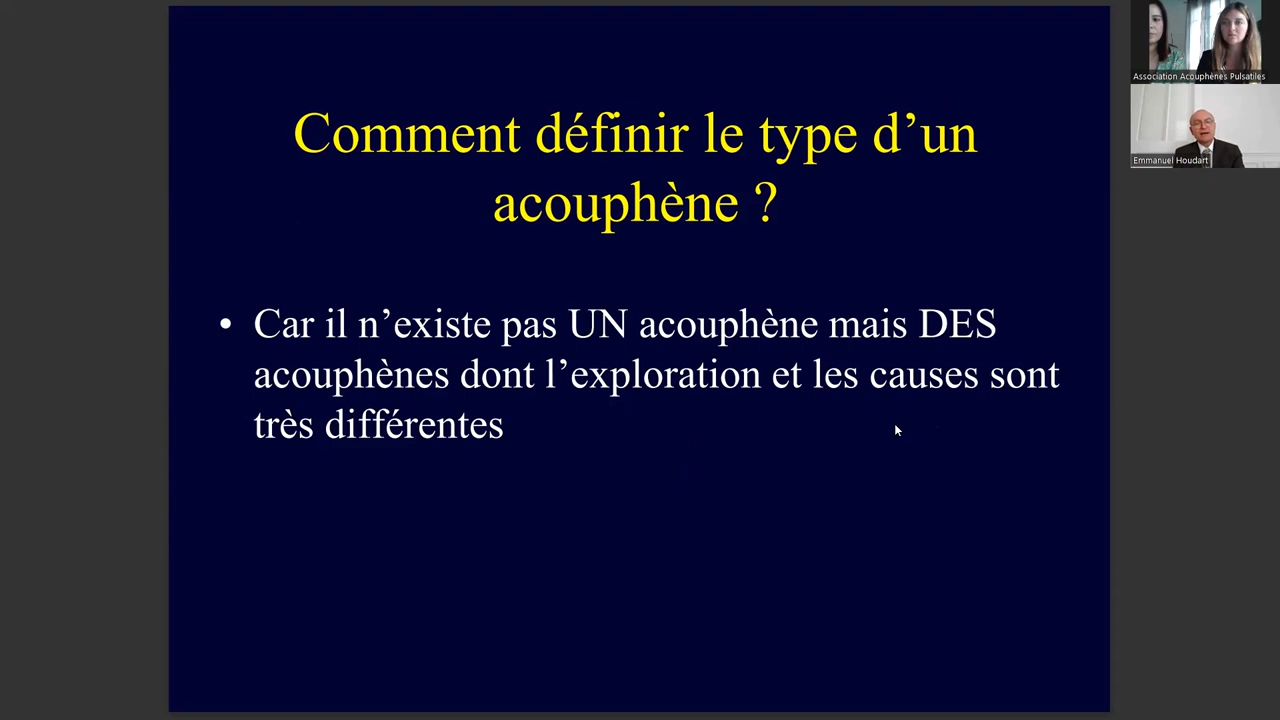 Comment définir le type d’un
acouphène ?
• Car il n’existe pas UN acouphène mais DES
acouphènes dont l’exploration et les causes sont
très différentes
Association Acouphènes Pulsatiles
Emmanuel Houdart